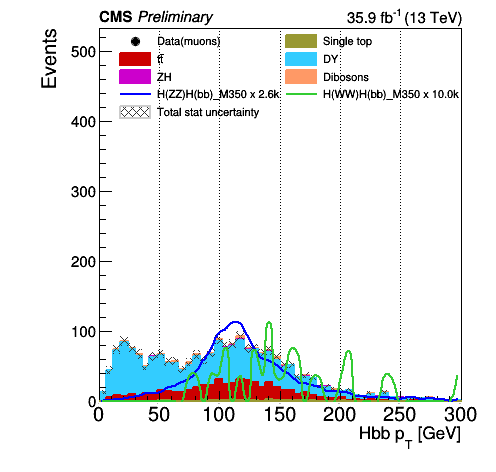 CMS Preliminary 35.9 fb-1 (13 TeV)
Events
Data(muons) Single top
tt̄ DY
ZH Dibosons
H(ZZ)H(bb)_M350 x 2.6k H(WW)H(bb)_M350 x 10.0k
Total stat uncertainty
500
400
300
200
100
0
0 50 100 150 200 250 300
Hbb pT [GeV]